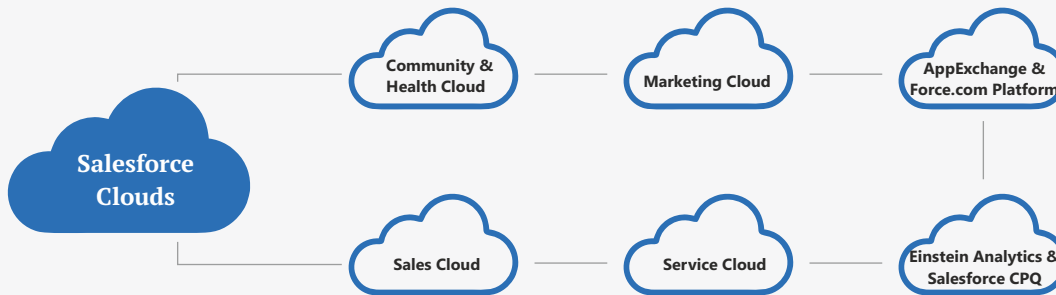 Salesforce
Clouds
Community &
Health Cloud
Marketing Cloud
AppExchange &
Force.com Platform
Sales Cloud
Service Cloud
Einstein Analytics &
Salesforce CPQ